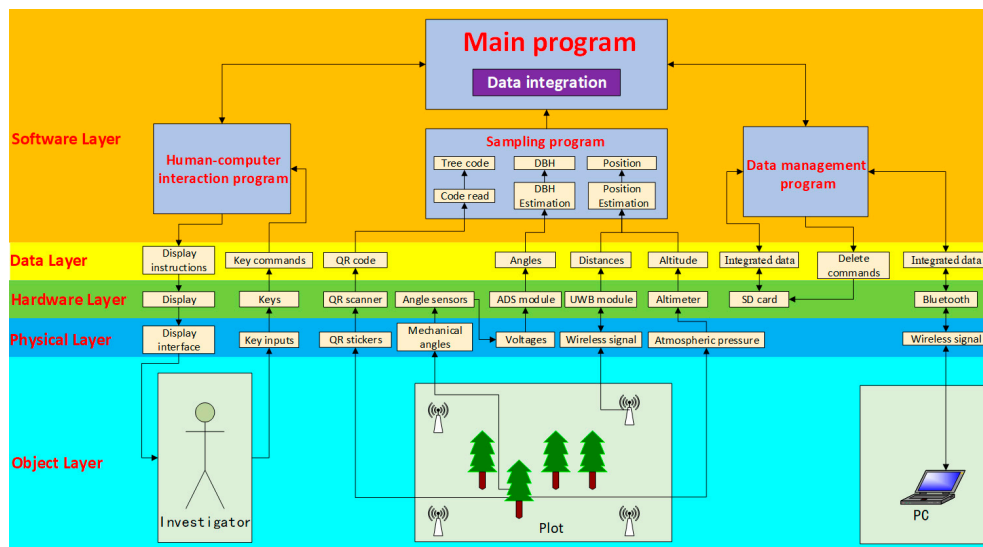 Main program
Data integration
Software Layer
Human-computer
interaction program
Sampling program
Tree code
DBH
Position
Code read
DBH
Estimation
Position
Estimation
Data management
program
Data Layer
Display
instructions
Key commands
QR code
Angles
Distances
Altitude
Integrated data
Delete
commands
Integrated data
Hardware Layer
Display
Keys
QR scanner
Angle sensors
ADS module
UWB module
Altimeter
SD card
Bluetooth
Physical Layer
Display
interface
Key inputs
QR stickers
Mechanical
angles
Voltages
Wireless signal
Atmospheric pressure
Wireless signal
Object Layer
Investigator
Plot
PC